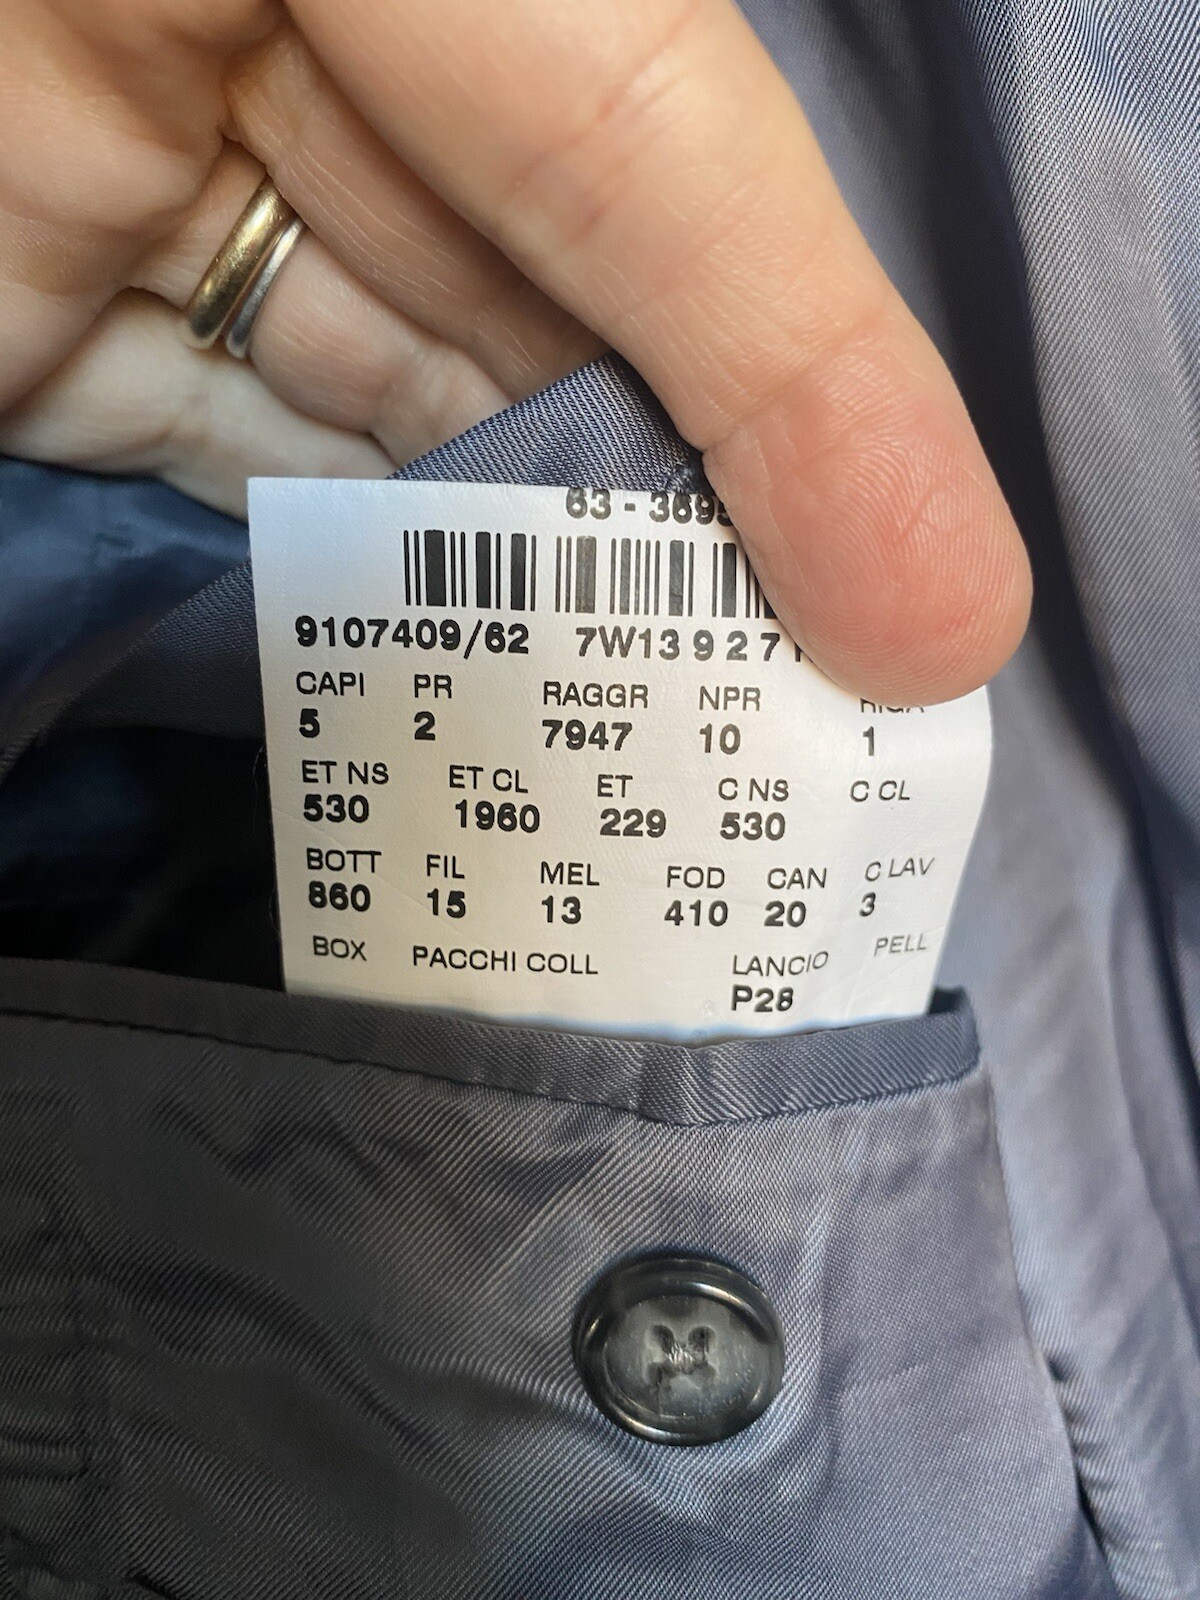 63 - 3695
9107409/62 7W13 9 2 7
CAPI PR RAGGR NPR RIGA
5 2 7947 10 1
ET NS ET CL ET C NS C CL
530 1960 229 530
BOTT FIL MEL FOD CAN C LAV
860 15 13 410 20 3
BOX PACCHI COLL LANCIO PELL
P28